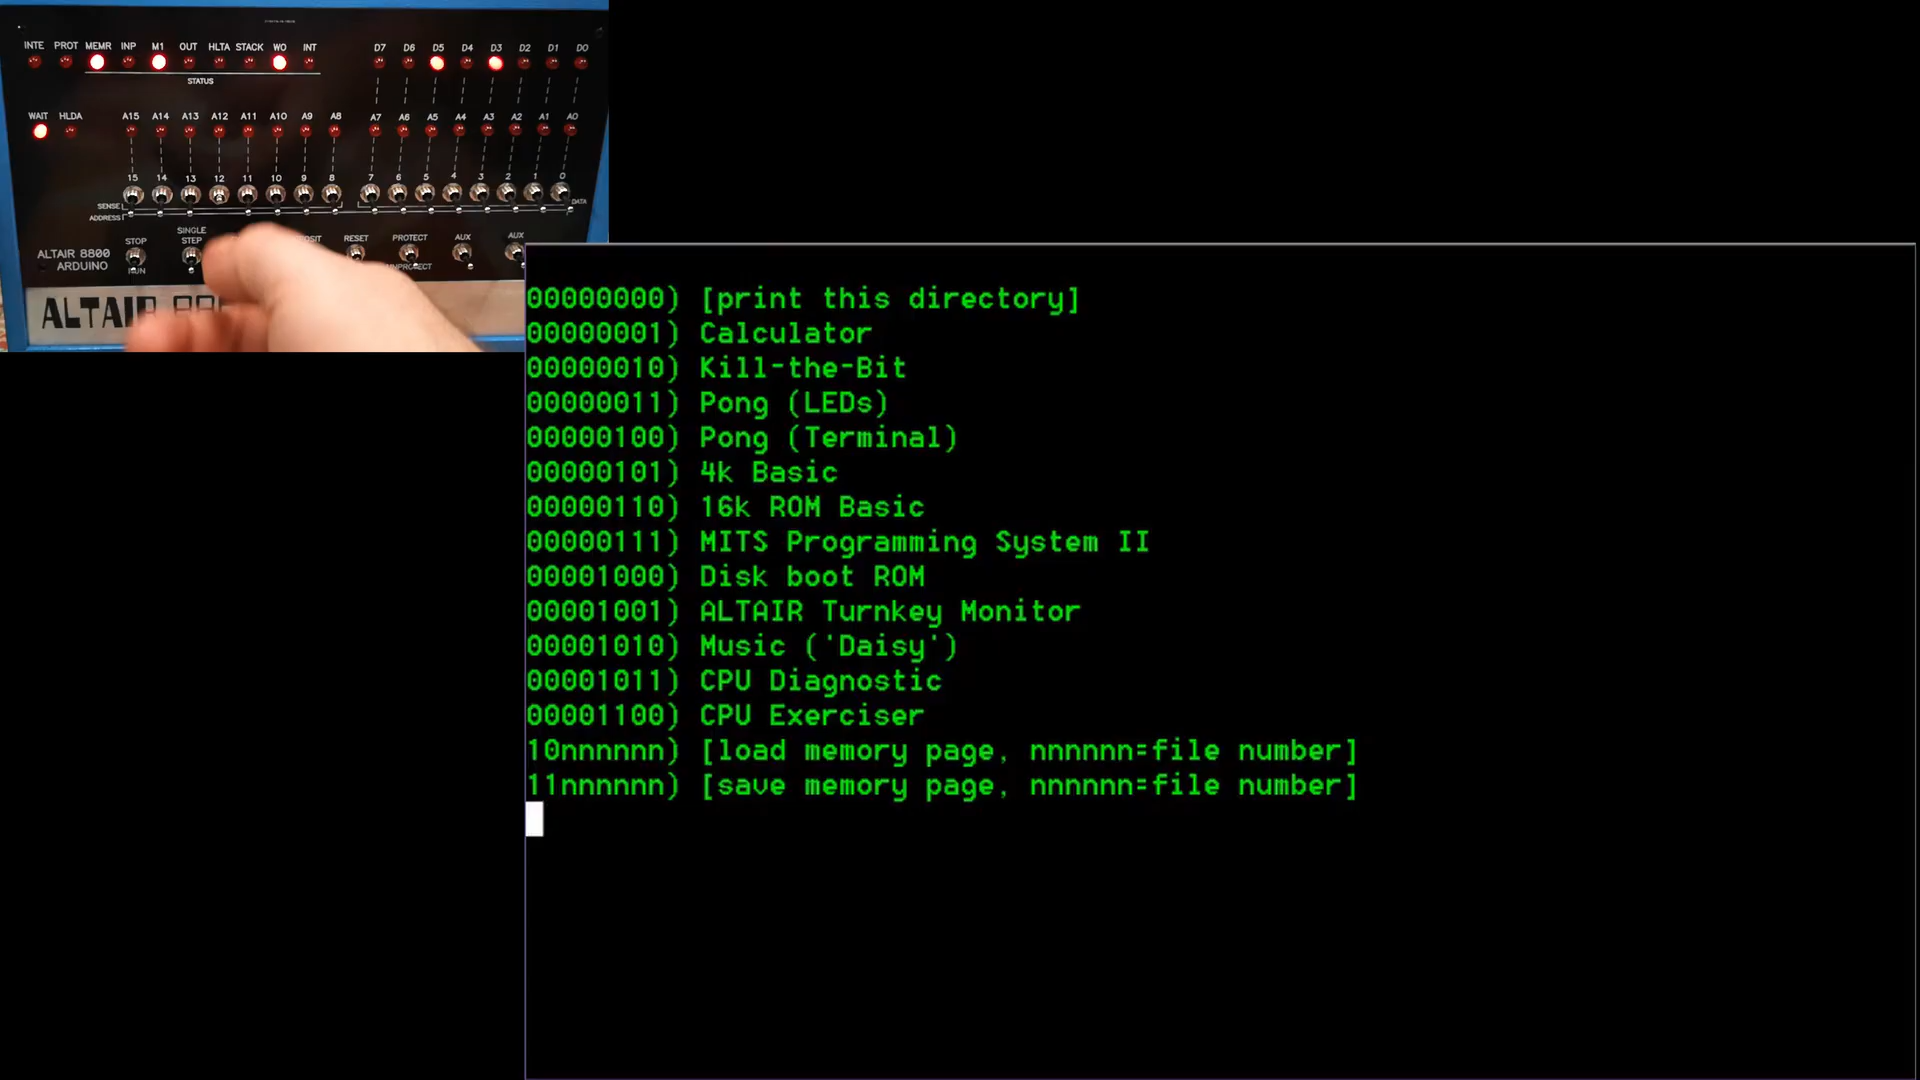 INTE PROT MEMR INP M1 OUT HLTA STACK WO INT D7 D6 D5 D4 D3 D2 D1 D0
STATUS
WAIT HLDA A15 A14 A13 A12 A11 A10 A9 A8 A7 A6 A5 A4 A3 A2 A1 A0
15 14 13 12 11 10 9 8 7 6 5 4 3 2 1 0
SENSE DATA
ADDRESS
SINGLE
STOP STEP RESET PROTECT AUX AUX
ALTAIR 8800
ARDUINO
ALTAIR
00000000) [print this directory]
00000001) Calculator
00000010) Kill-the-Bit
00000011) Pong (LEDs)
00000100) Pong (Terminal)
00000101) 4k Basic
00000110) 16k ROM Basic
00000111) MITS Programming System II
00001000) Disk boot ROM
00001001) ALTAIR Turnkey Monitor
00001010) Music ('Daisy')
00001011) CPU Diagnostic
00001100) CPU Exerciser
10nnnnnn) [load memory page, nnnnnn=file number]
11nnnnnn) [save memory page, nnnnnn=file number]